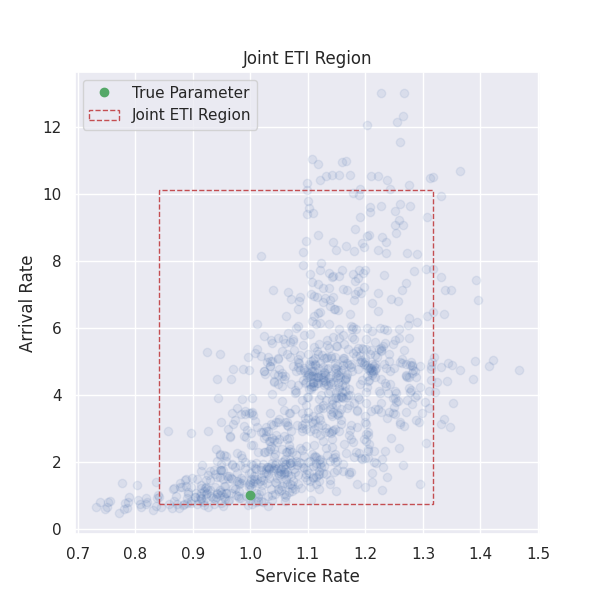 Joint ETI Region
True Parameter
Joint ETI Region
Arrival Rate
12
10
8
6
4
2
0
0.7 0.8 0.9 1.0 1.1 1.2 1.3 1.4 1.5
Service Rate